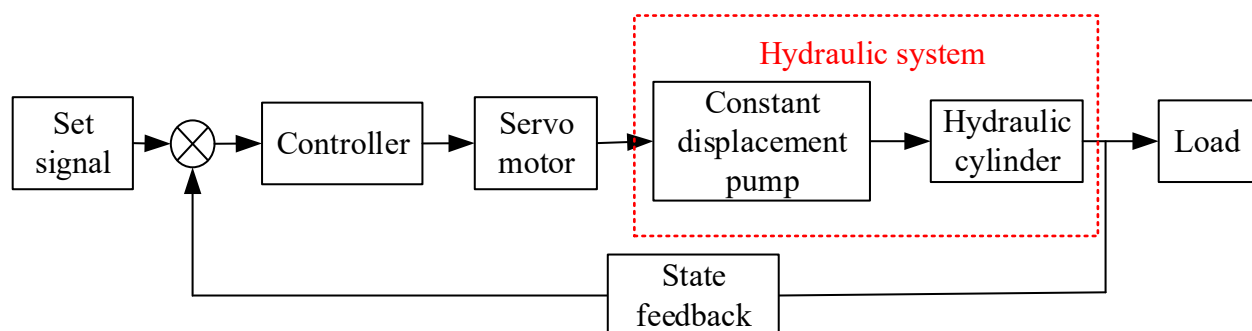 Hydraulic system
Set
signal
Controller
Servo
motor
Constant
displacement
pump
Hydraulic
cylinder
Load
State
feedback